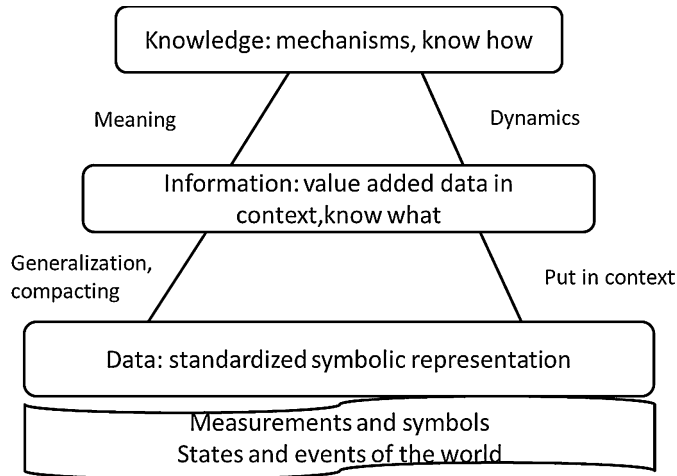 Knowledge: mechanisms, know how
Meaning
Dynamics
Information: value added data in
context,know what
Generalization,
compacting
Put in context
Data: standardized symbolic representation
Measurements and symbols
States and events of the world